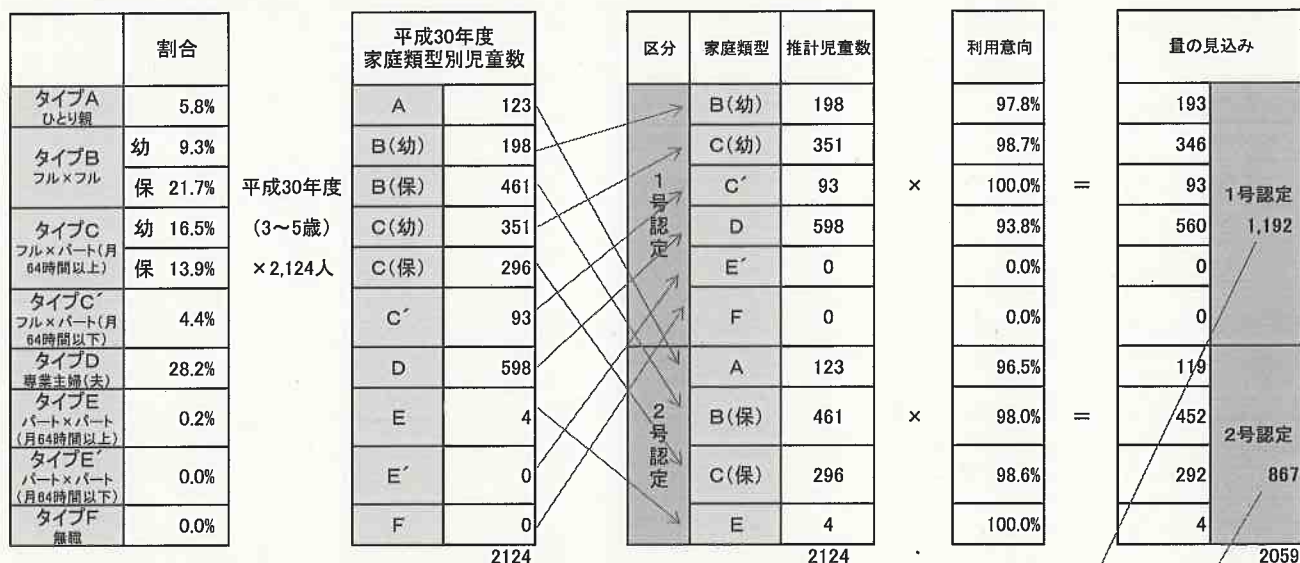 割合
タイプA
ひとり親
5.8%
タイプB
フル×フル
幼 9.3%
保 21.7%
タイプC
フル×パート(月
64時間以上)
幼 16.5%
保 13.9%
タイプC´
フル×パート(月
64時間以下)
4.4%
タイプD
専業主婦(夫)
28.2%
タイプE
パート×パート
(月64時間以上)
0.2%
タイプE´
パート×パート
(月64時間以下)
0.0%
タイプF
無職
0.0%
平成30年度
(3～5歳)
×2,124人
平成30年度
家庭類型別児童数
A 123
B(幼) 198
B(保) 461
C(幼) 351
C(保) 296
C´ 93
D 598
E 4
E´ 0
F 0
2124
区分 家庭類型 推計児童数
1号認定
B(幼) 198
C(幼) 351
C´ 93
D 598
E´ 0
F 0
2号認定
A 123
B(保) 461
C(保) 296
E 4
2124
×
×
利用意向
97.8%
98.7%
100.0%
93.8%
0.0%
0.0%
96.5%
98.0%
98.6%
100.0%
=
=
量の見込み
193
346
93
560
0
0
1号認定
1,192
119
452
292
4
2号認定
867
2059